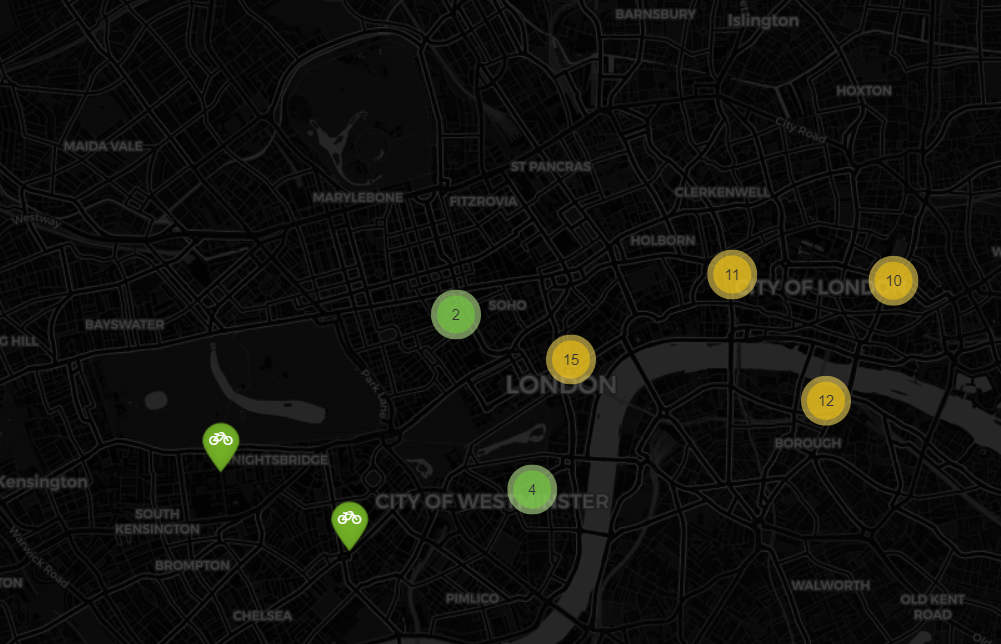 BARNSBURY
Islington
HOXTON
City Road
MAIDA VALE
ST PANCRAS
MARYLEBONE
FITZROVIA
CLERKENWELL
Westway
HOLBORN
11
10
TY OF LOND
2
SOHO
BAYSWATER
G HILL
15
LONDON
Park Lane
12
BOROUGH
NIGHTSBRIDGE
Kensington
4
CITY OF WESTMINSTER
SOUTH
KENSINGTON
BROMPTON
Warwick Road
TON
CHELSEA
PIMLICO
WALWORTH
OLD KENT
ROAD